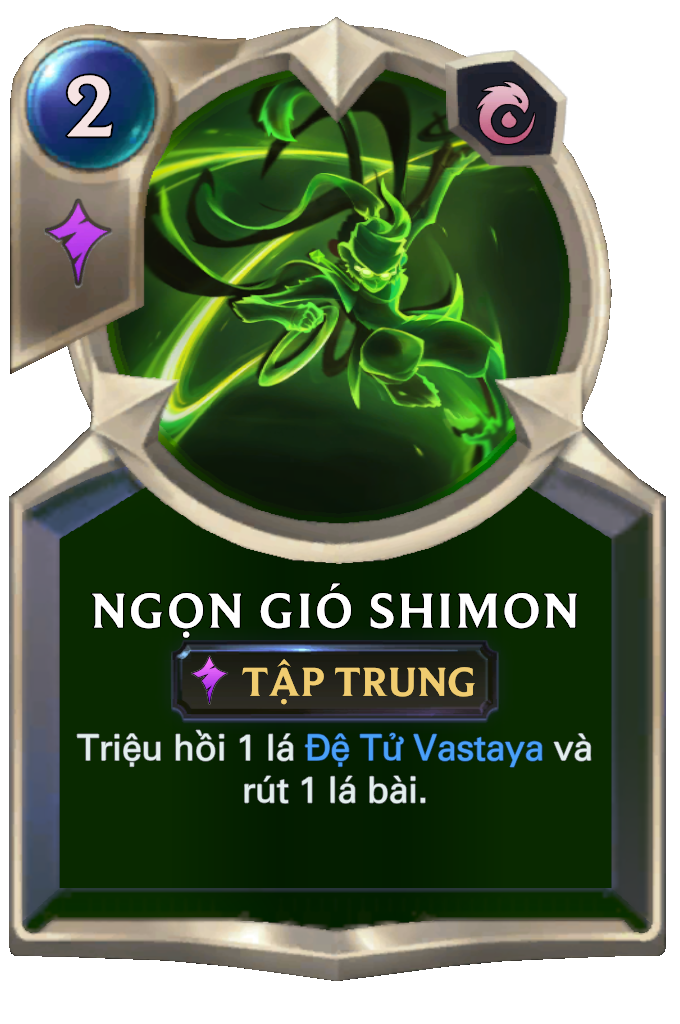 2
NGỌN GIÓ SHIMON
TẬP TRUNG
Triệu hồi 1 lá Đệ Tử Vastaya và
rút 1 lá bài.